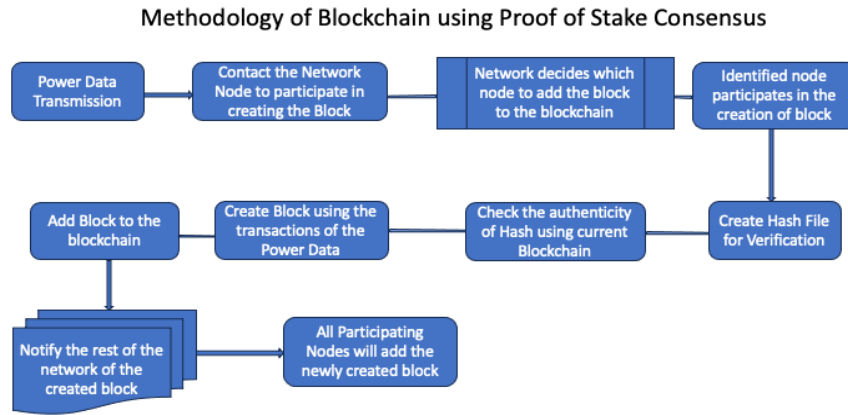 Methodology of Blockchain using Proof of Stake Consensus
Power Data
Transmission
Contact the Network
Node to participate in
creating the Block
Network decides which
node to add the block
to the blockchain
Identified node
participates in the
creation of block
Add Block to the
blockchain
Create Block using the
transactions of the
Power Data
Check the authenticity
of Hash using current
Blockchain
Create Hash File
for Verification
Notify the rest of the
network of the
created block
All Participating
Nodes will add the
newly created block